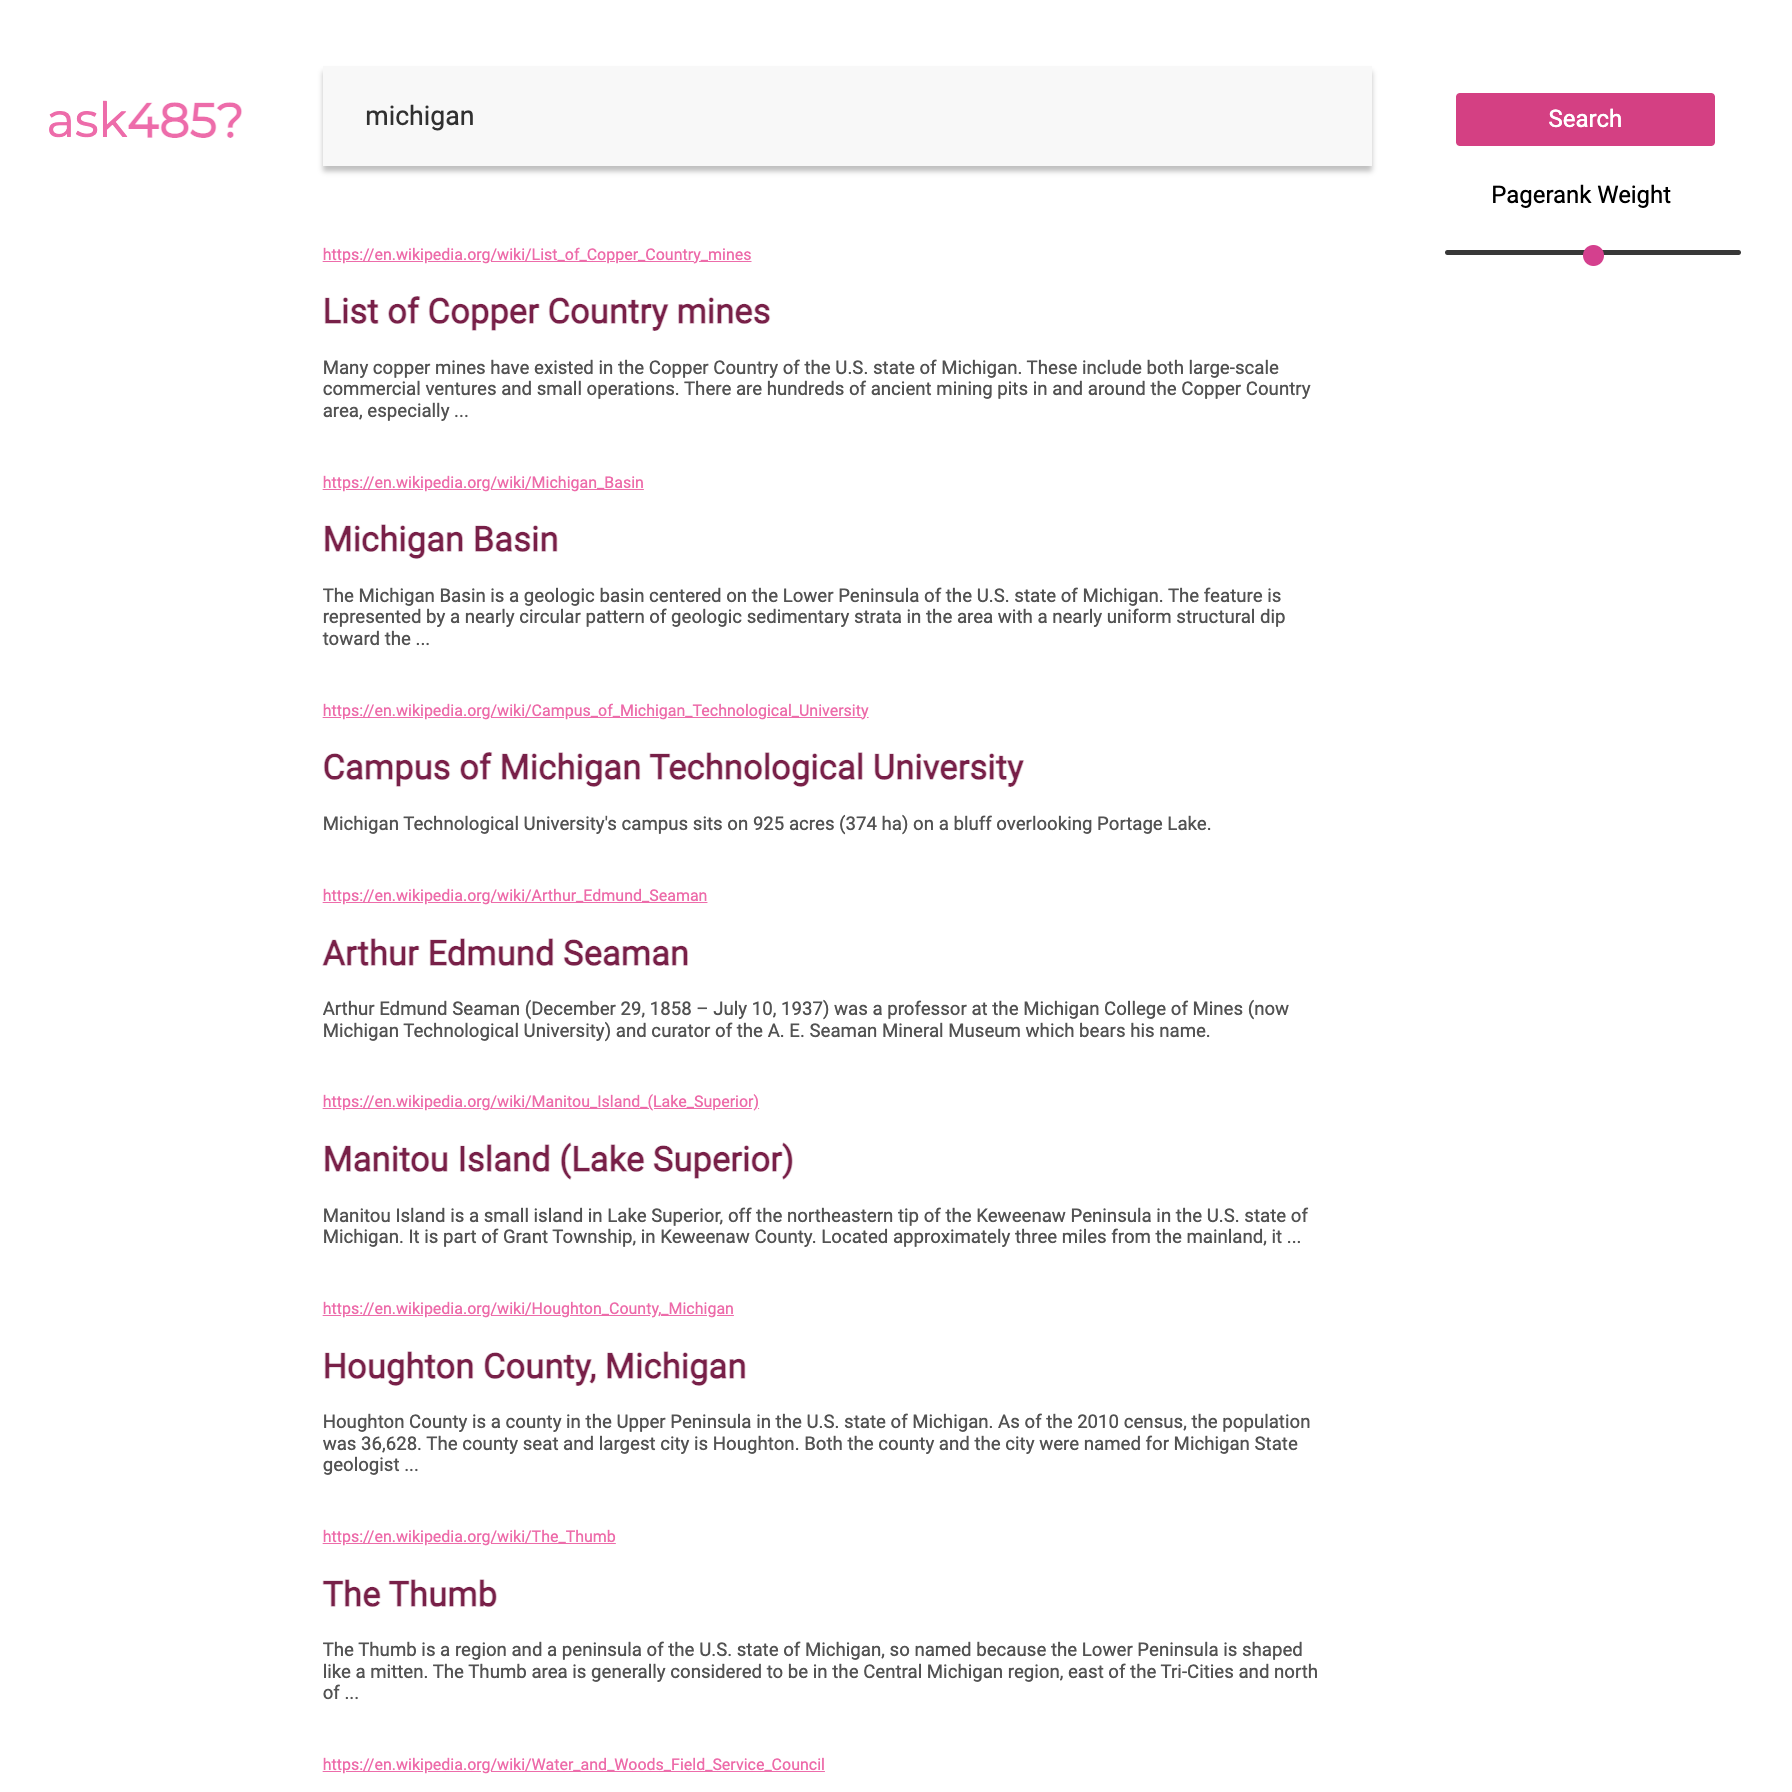 ask485?
michigan
Search
Pagerank Weight
https://en.wikipedia.org/wiki/List_of_Copper_Country_mines
List of Copper Country mines
Many copper mines have existed in the Copper Country of the U.S. state of Michigan. These include both large-scale
commercial ventures and small operations. There are hundreds of ancient mining pits in and around the Copper Country
area, especially ...
https://en.wikipedia.org/wiki/Michigan_Basin
Michigan Basin
The Michigan Basin is a geologic basin centered on the Lower Peninsula of the U.S. state of Michigan. The feature is
represented by a nearly circular pattern of geologic sedimentary strata in the area with a nearly uniform structural dip
toward the ...
https://en.wikipedia.org/wiki/Campus_of_Michigan_Technological_University
Campus of Michigan Technological University
Michigan Technological University's campus sits on 925 acres (374 ha) on a bluff overlooking Portage Lake.
https://en.wikipedia.org/wiki/Arthur_Edmund_Seaman
Arthur Edmund Seaman
Arthur Edmund Seaman (December 29, 1858 – July 10, 1937) was a professor at the Michigan College of Mines (now
Michigan Technological University) and curator of the A. E. Seaman Mineral Museum which bears his name.
https://en.wikipedia.org/wiki/Manitou_Island_(Lake_Superior)
Manitou Island (Lake Superior)
Manitou Island is a small island in Lake Superior, off the northeastern tip of the Keweenaw Peninsula in the U.S. state of
Michigan. It is part of Grant Township, in Keweenaw County. Located approximately three miles from the mainland, it ...
https://en.wikipedia.org/wiki/Houghton_County,_Michigan
Houghton County, Michigan
Houghton County is a county in the Upper Peninsula in the U.S. state of Michigan. As of the 2010 census, the population
was 36,628. The county seat and largest city is Houghton. Both the county and the city were named for Michigan State
geologist ...
https://en.wikipedia.org/wiki/The_Thumb
The Thumb
The Thumb is a region and a peninsula of the U.S. state of Michigan, so named because the Lower Peninsula is shaped
like a mitten. The Thumb area is generally considered to be in the Central Michigan region, east of the Tri-Cities and north
of ...
https://en.wikipedia.org/wiki/Water_and_Woods_Field_Service_Council